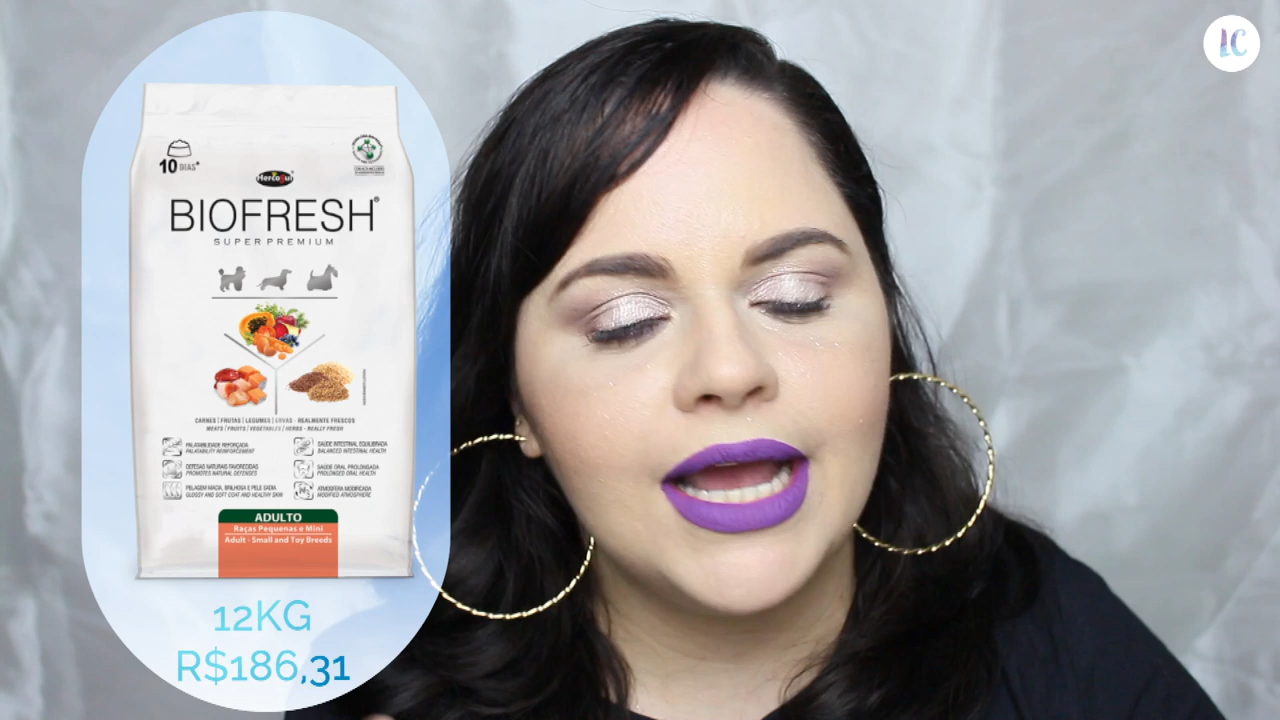 LC
10 DIAS*
HercoSul
BIOFRESH®
SUPER PREMIUM
CARNES | FRUTAS | LEGUMES | ERVAS - REALMENTE FRESCOS
MEATS / FRUITS / VEGETABLES / HERBS - REALLY FRESH
PALATABILIDADE REFORÇADA
PALATABILITY REINFORCEMENT
DEFESAS NATURAIS FAVORECIDAS
PROMOTES NATURAL DEFENSES
PELAGEM MACIA, BRILHOSA E PELE SADIA
GLOSSY AND SOFT COAT AND HEALTHY SKIN
SAÚDE INTESTINAL EQUILIBRADA
BALANCED INTESTINAL HEALTH
SAÚDE ORAL PROLONGADA
PROLONGED ORAL HEALTH
ATMOSFERA MODIFICADA
MODIFIED ATMOSPHERE
ADULTO
Raças Pequenas e Mini
Adult - Small and Toy Breeds
12KG
R$186,31